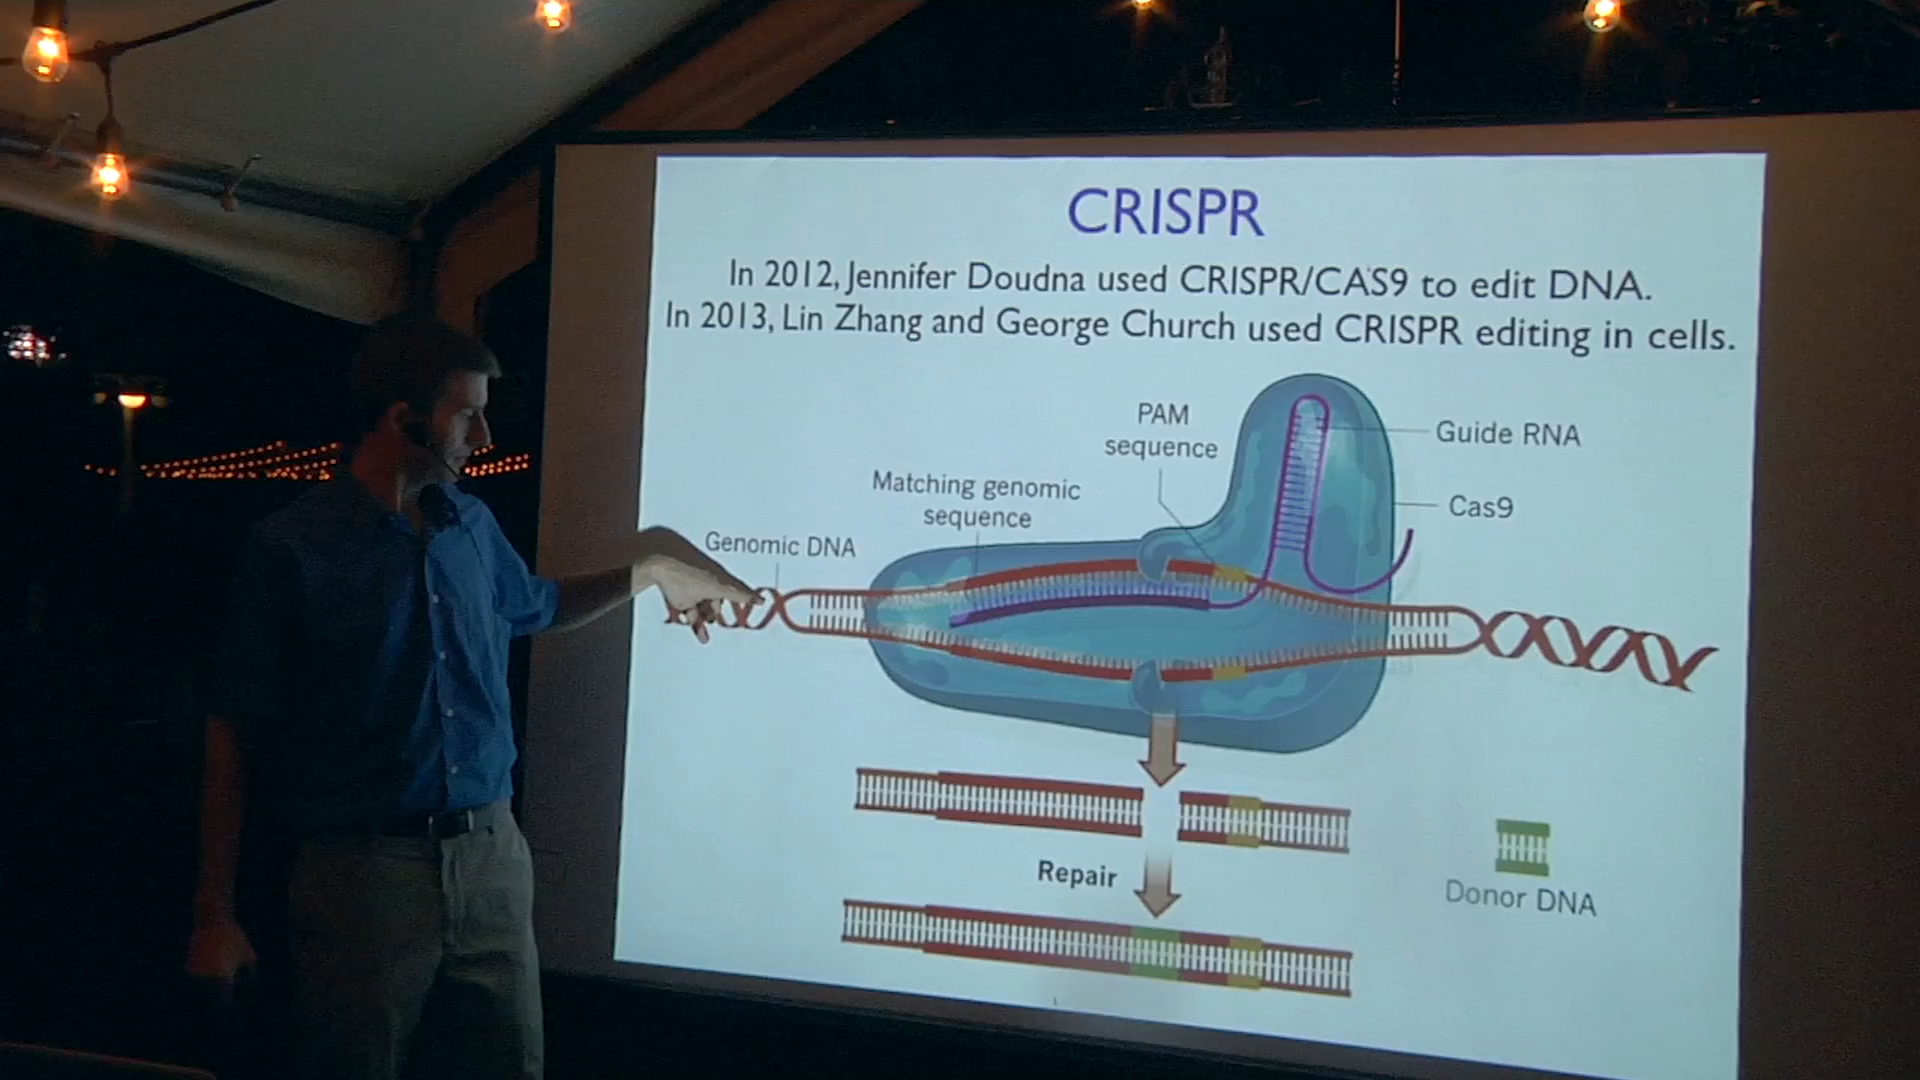 CRISPR
In 2012, Jennifer Doudna used CRISPR/CAS9 to edit DNA.
In 2013, Lin Zhang and George Church used CRISPR editing in cells.
PAM
sequence
Guide RNA
Matching genomic
sequence
Cas9
Genomic DNA
Repair
Donor DNA